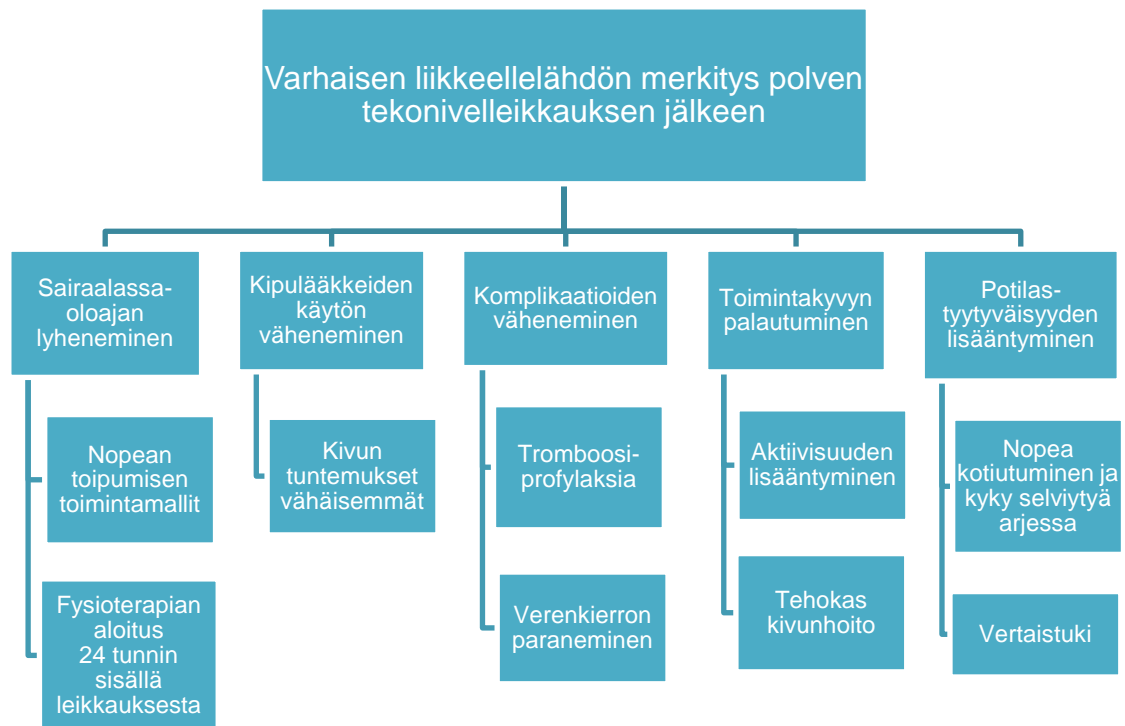 Varhaisen liikkeellelähdön merkitys polven
tekonivelleikkauksen jälkeen
Sairaalassa-
oloajan
lyheneminen
Nopean
toipumisen
toimintamallit
Fysioterapian
aloitus
24 tunnin
sisällä
leikkauksesta
Kipulääkkeiden
käytön
väheneminen
Kivun
tuntemukset
vähäisemmät
Komplikaatioiden
väheneminen
Tromboosi-
profylaksia
Verenkierron
paraneminen
Toimintakyvyn
palautuminen
Aktiivisuuden
lisääntyminen
Tehokas
kivunhoito
Potilas-
tyytyväisyyden
lisääntyminen
Nopea
kotiutuminen ja
kyky selviytyä
arjessa
Vertaistuki